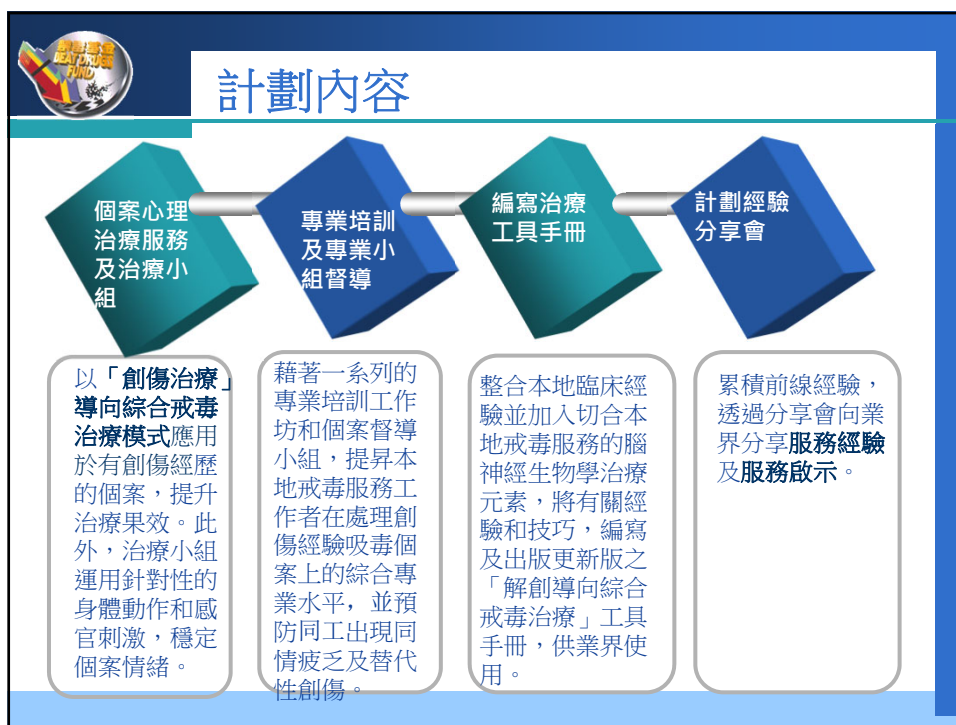 禁毒基金
BEAT DRUGS
FUND
計劃內容
個案心理
治療服務
及治療小
組
專業培訓
及專業小
組督導
編寫治療
工具手冊
計劃經驗
分享會
以「創傷治療」
導向綜合戒毒
治療模式應用
於有創傷經歷
的個案，提升
治療果效。此
外，治療小組
運用針對性的
身體動作和感
官刺激，穩定
個案情緒。
藉著一系列的
專業培訓工作
坊和個案督導
小組，提昇本
地戒毒服務工
作者在處理創
傷經驗吸毒個
案上的綜合專
業水平，並預
防同工出現同
情疲乏及替代
性創傷。
整合本地臨床經
驗並加入切合本
地戒毒服務的腦
神經生物學治療
元素，將有關經
驗和技巧，編寫
及出版更新版之
「解創導向綜合
戒毒治療」工具
手冊，供業界使
用。
累積前線經驗，
透過分享會向業
界分享服務經驗
及服務啟示。